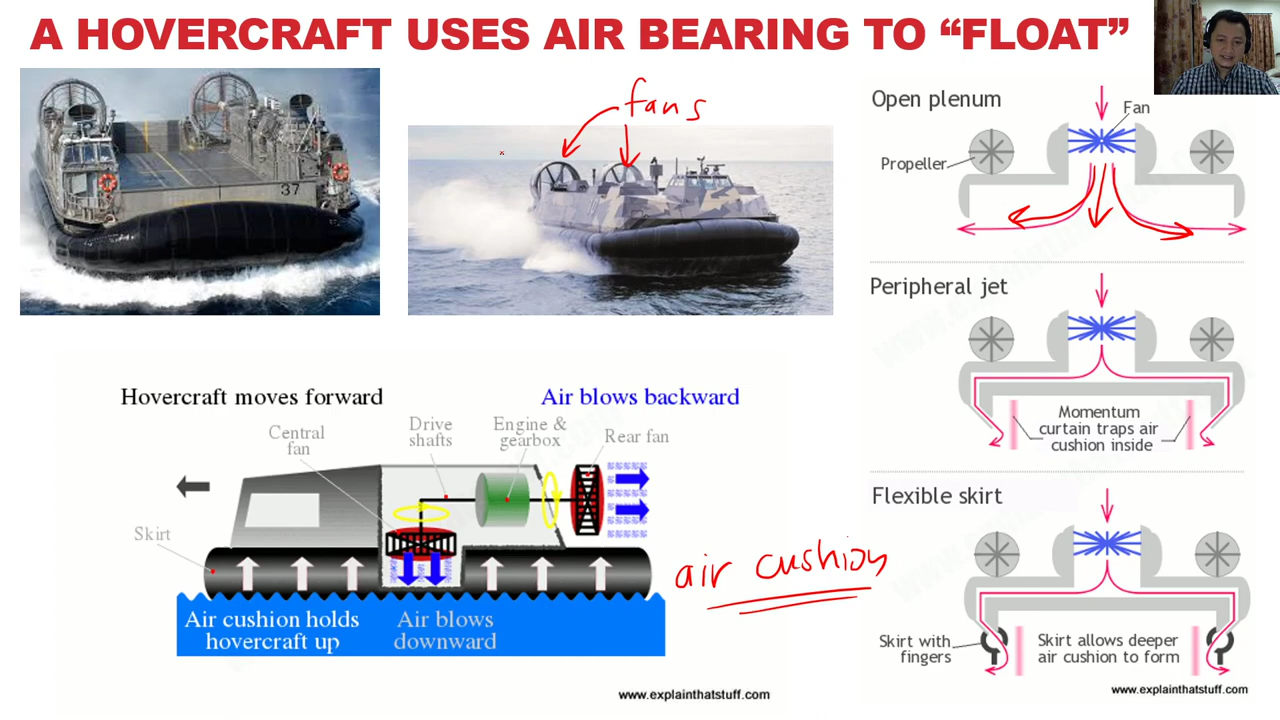 A HOVERCRAFT USES AIR BEARING TO “FLOAT”
37
fans
Hovercraft moves forward
Air blows backward
Central
fan
Drive
shafts
Engine &
gearbox
Rear fan
Skirt
Air cushion holds
hovercraft up
Air blows
downward
air cushion
www.explainthatstuff.com
Open plenum
Fan
Propeller
Peripheral jet
Momentum
curtain traps air
cushion inside
Flexible skirt
Skirt with
fingers
Skirt allows deeper
air cushion to form
www.explainthatstuff.com